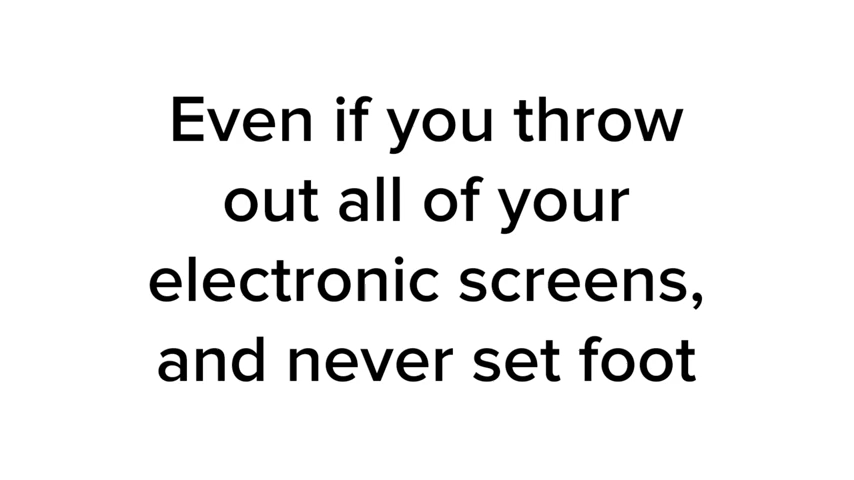 Even if you throw
out all of your
electronic screens,
and never set foot